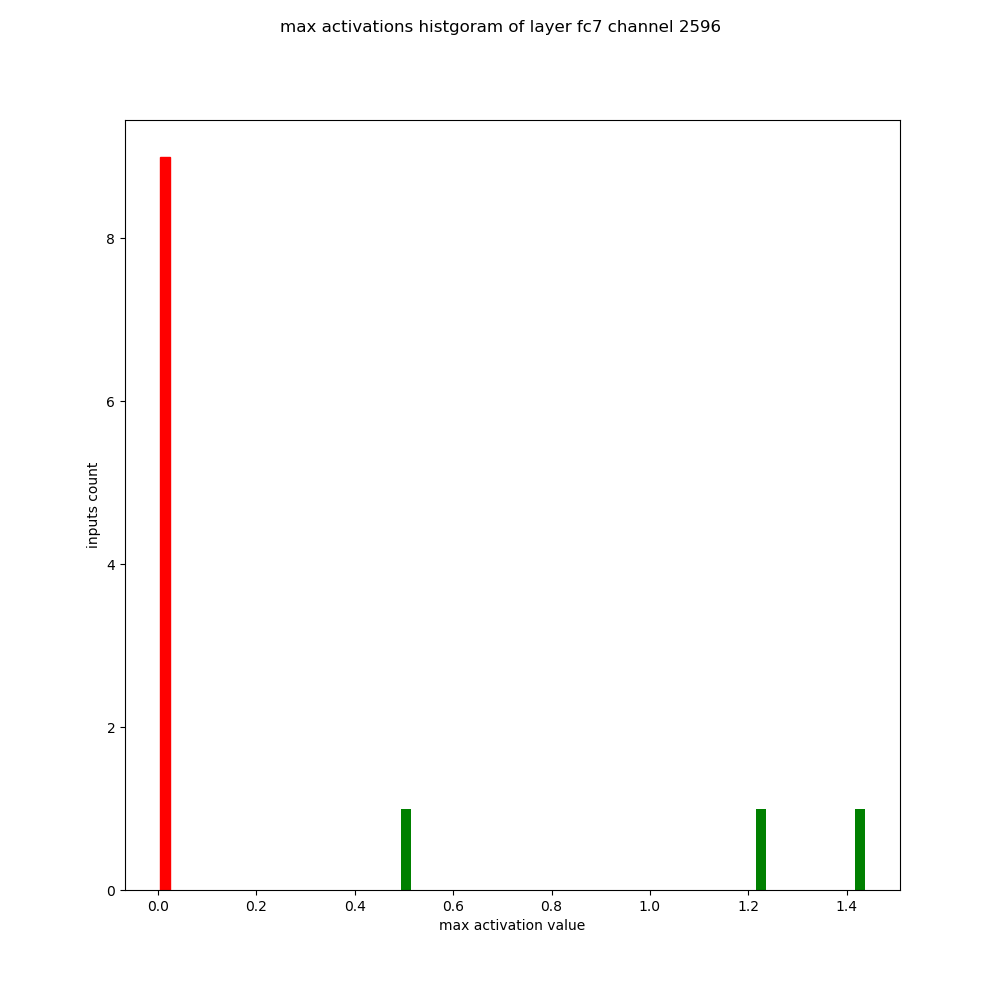 max activations histgoram of layer fc7 channel 2596
8
6
4
2
0
inputs count
0.0 0.2 0.4 0.6 0.8 1.0 1.2 1.4
max activation value